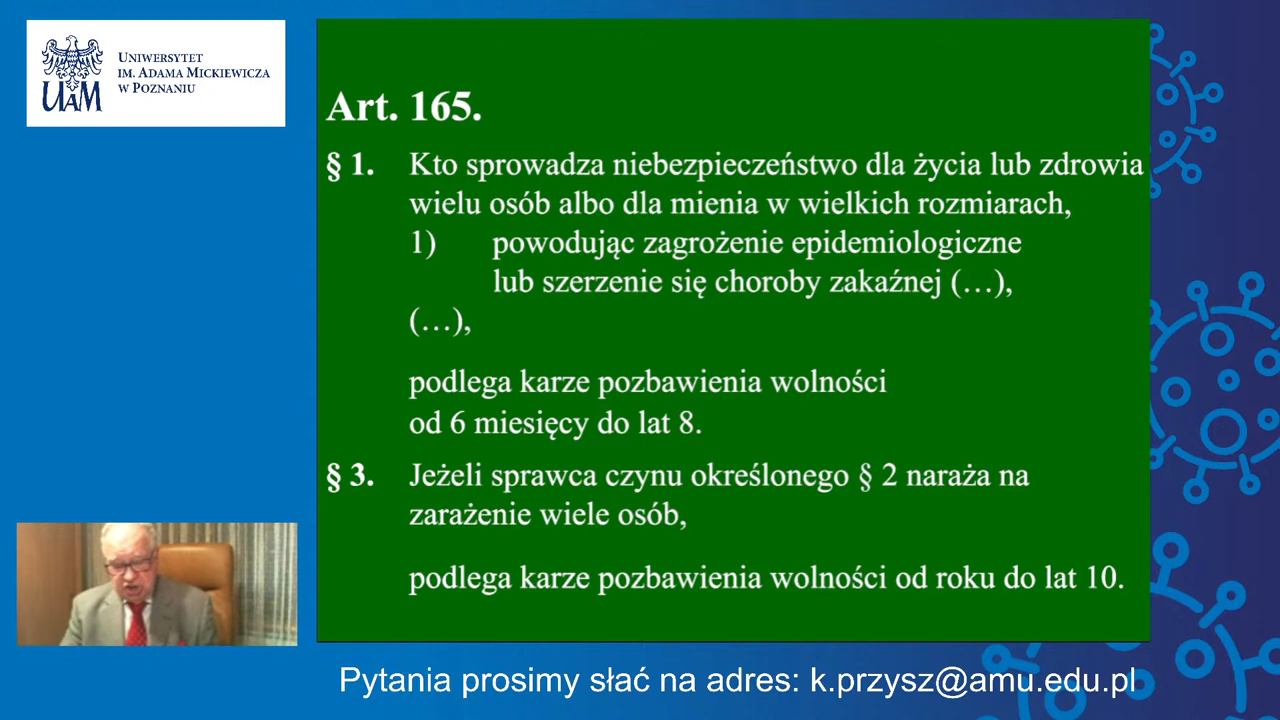 UNIWERSYTET
IM. ADAMA MICKIEWICZA
W POZNANIU
UAM
Art. 165.
§ 1. Kto sprowadza niebezpieczeństwo dla życia lub zdrowia
wielu osób albo dla mienia w wielkich rozmiarach,
1) powodując zagrożenie epidemiologiczne
lub szerzenie się choroby zakaźnej (…),
(…),
podlega karze pozbawienia wolności
od 6 miesięcy do lat 8.
§ 3. Jeżeli sprawca czynu określonego § 2 naraża na
zarażenie wiele osób,
podlega karze pozbawienia wolności od roku do lat 10.
Pytania prosimy słać na adres: k.przysz@amu.edu.pl